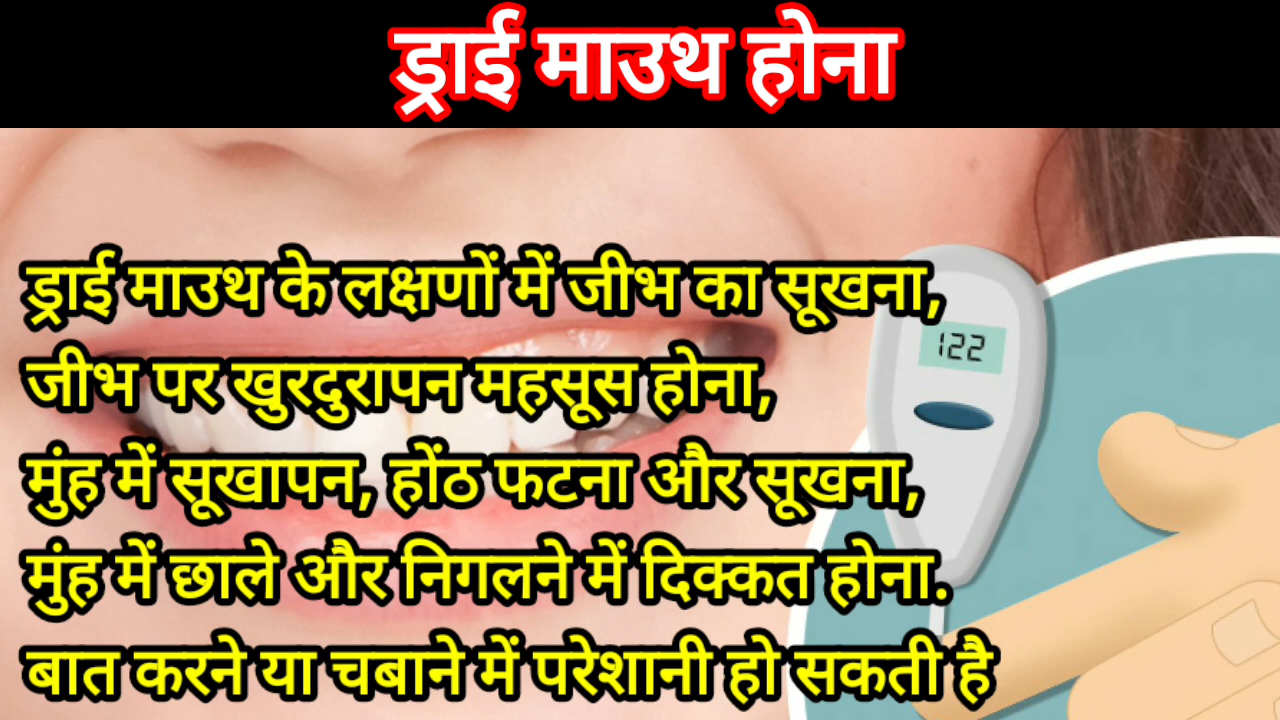 ड्राई माउथ होना
ड्राई माउथ के लक्षणों में जीभ का सूखना,
जीभ पर खुरदुरापन महसूस होना,
122
मुंह में सूखापन, होंठ फटना और सूखना,
मुंह में छाले और निगलने में दिक्कत होना.
बात करने या चबाने में परेशानी हो सकती है